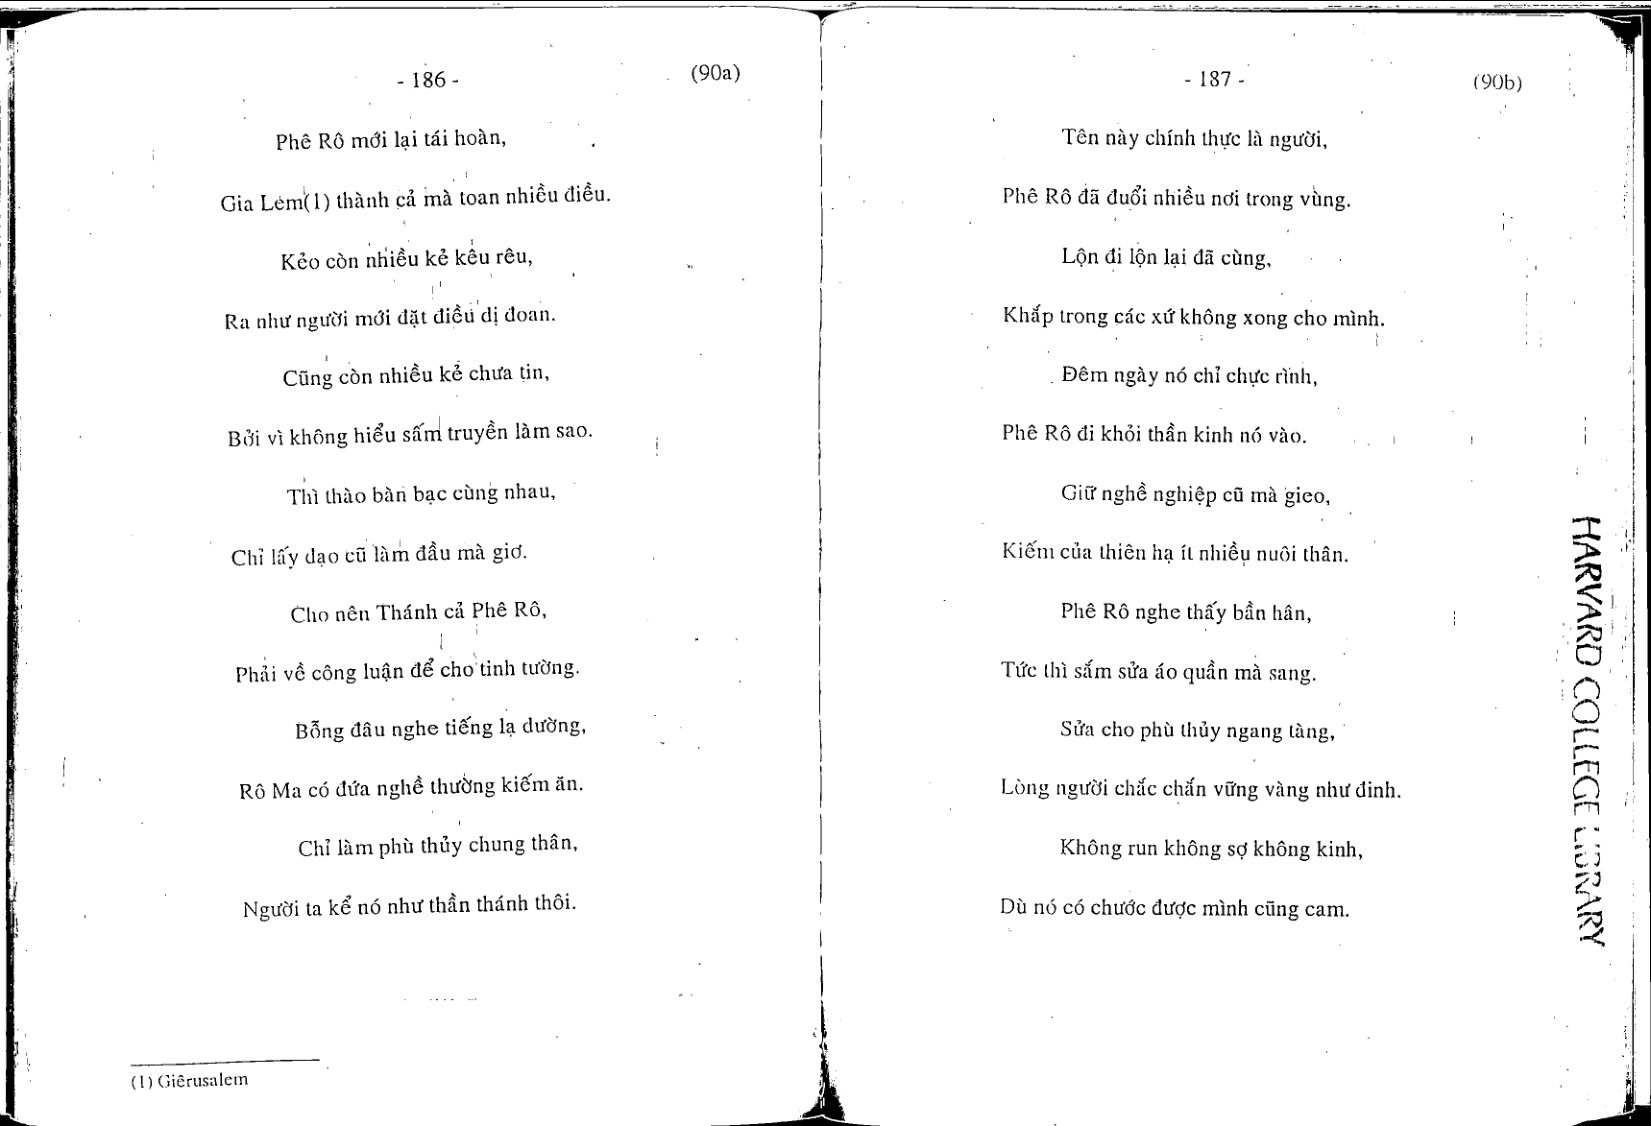 - 186 -
(90a)
Phê Rô mới lại tái hoàn,
Gia Lem(1) thành cả mà toan nhiều điều.
Kẻo còn nhiều kẻ kêu rêu,
Ra như người mới đặt điều dị đoan.
Cũng còn nhiều kẻ chưa tin,
Bởi vì không hiểu sấm truyền làm sao.
Thì thào bàn bạc cùng nhau,
Chỉ lấy đạo cũ làm đầu mà giơ.
Cho nên Thánh cả Phê Rô,
Phải về công luận để cho tinh tường.
Bỗng đâu nghe tiếng lạ dường,
Rô Ma có đứa nghề thường kiếm ăn.
Chỉ làm phù thủy chung thân,
Người ta kể nó như thần thánh thôi.
(1) Giêrusalem
- 187 -
(90b)
Tên này chính thực là người,
Phê Rô đã đuổi nhiều nơi trong vùng.
Lộn đi lộn lại đã cùng,
Khắp trong các xứ không xong cho mình.
Đêm ngày nó chỉ chực rình,
Phê Rô đi khỏi thần kinh nó vào.
Giữ nghề nghiệp cũ mà gieo,
Kiếm của thiên hạ ít nhiều nuôi thân.
Phê Rô nghe thấy bần hân,
Tức thì sắm sửa áo quần mà sang.
Sửa cho phù thủy ngang tàng,
Lòng người chắc chắn vững vàng như đinh.
Không run không sợ không kinh,
Dù nó có chước được mình cũng cam.
HARVARD COLLEGE LIBRARY